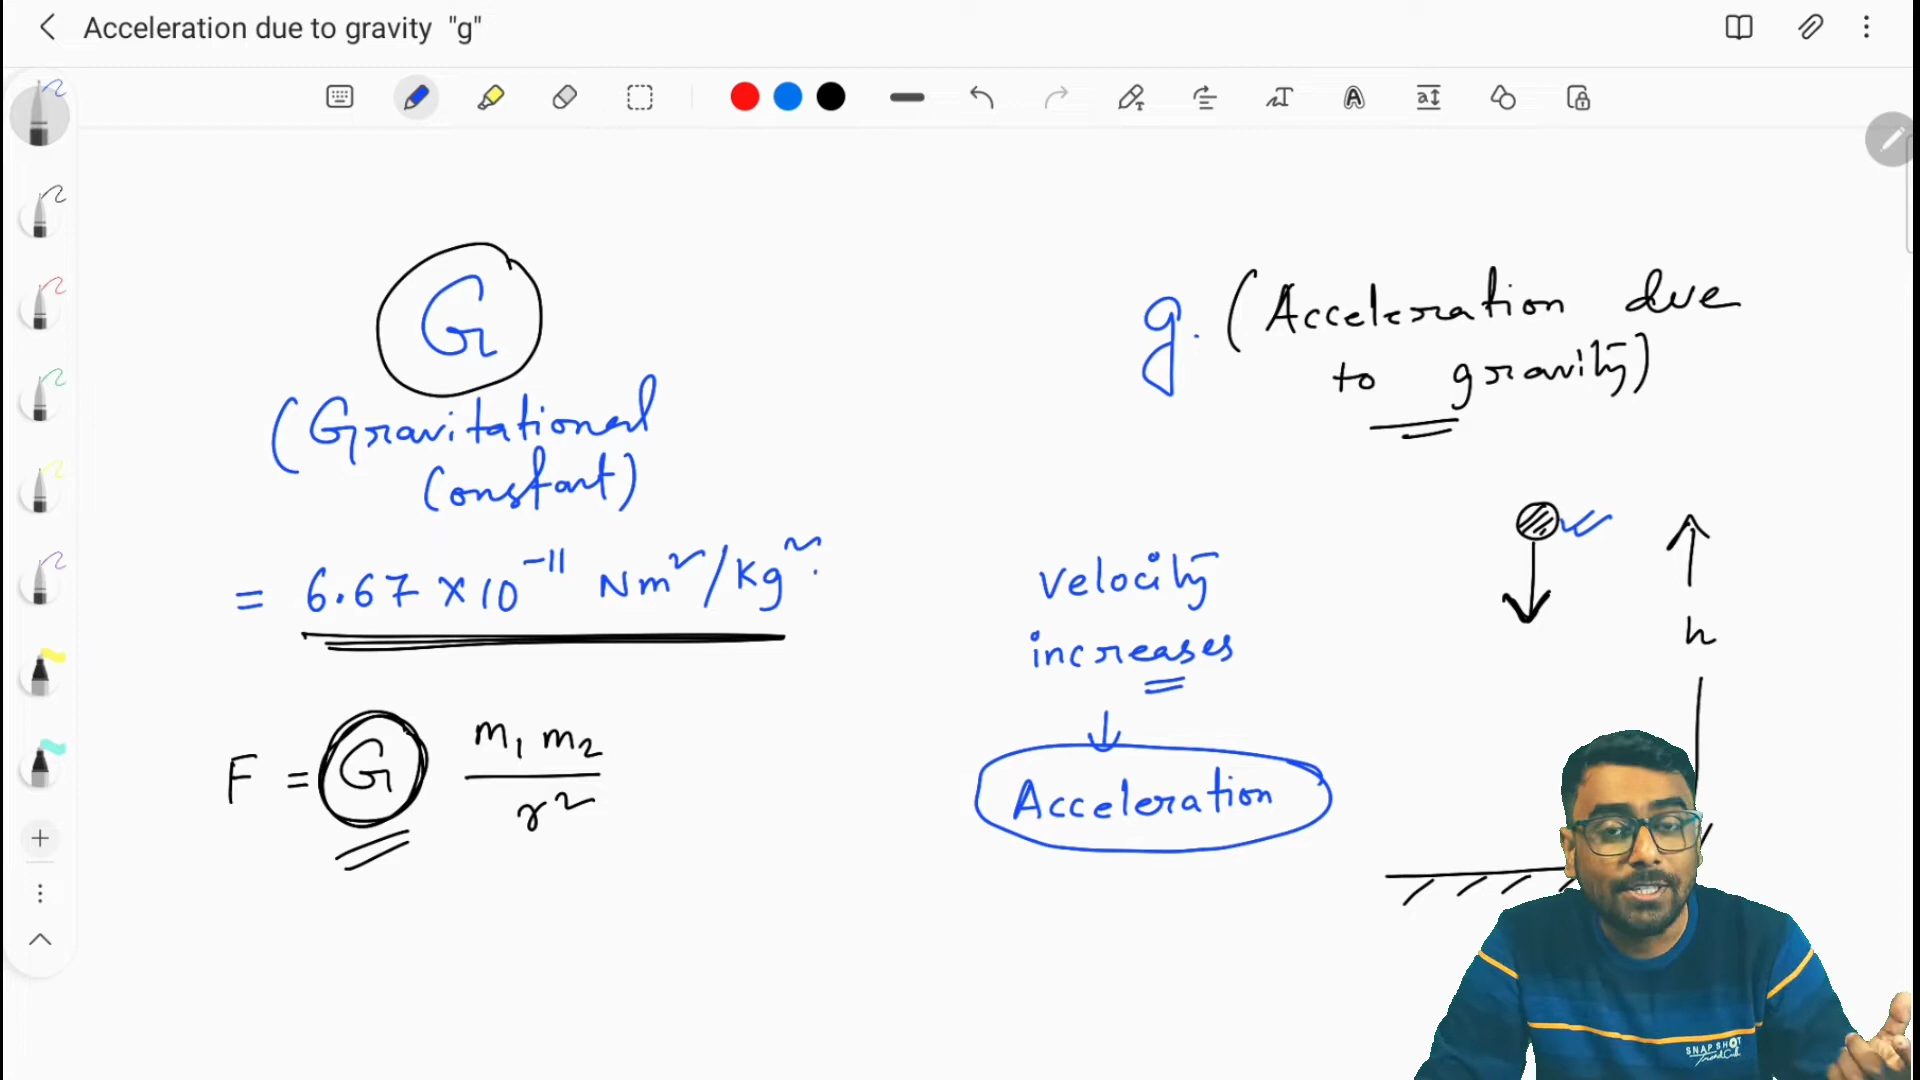 Acceleration due to gravity "g"
G
(Gravitational
Constant)
= 6.67 × 10⁻¹¹ Nm²/Kg².
F = G m₁ m₂ / r²
g. (Acceleration due
to gravity)
velocity
increases
↓
Acceleration
h
SNAPSHOT